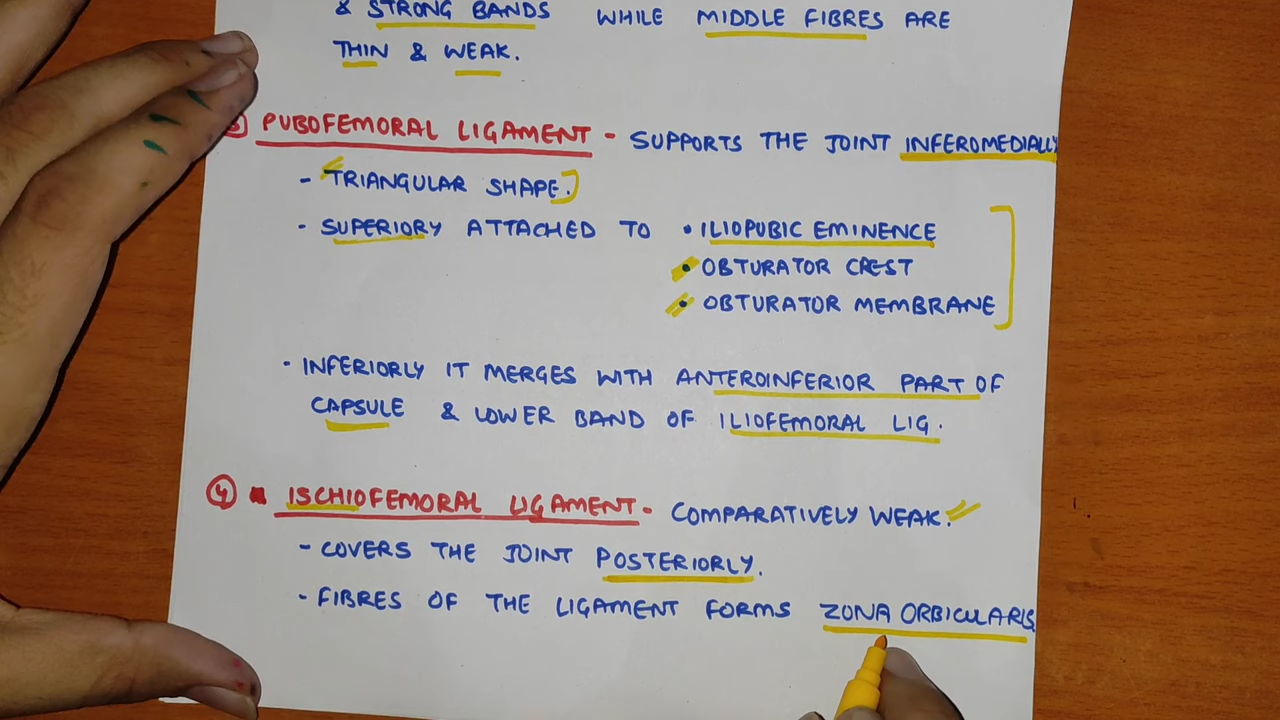 & STRONG BANDS WHILE MIDDLE FIBRES ARE
THIN & WEAK.
3 PUBOFEMORAL LIGAMENT - SUPPORTS THE JOINT INFEROMEDIALLY
- TRIANGULAR SHAPE.
- SUPERIORY ATTACHED TO • ILIOPUBIC EMINENCE
• OBTURATOR CREST
• OBTURATOR MEMBRANE
• INFERIORLY IT MERGES WITH ANTEROINFERIOR PART OF
CAPSULE & LOWER BAND OF ILIOFEMORAL LIG.
4 ISCHIOFEMORAL LIGAMENT - COMPARATIVELY WEAK.
- COVERS THE JOINT POSTERIORLY.
- FIBRES OF THE LIGAMENT FORMS ZONA ORBICULARIS